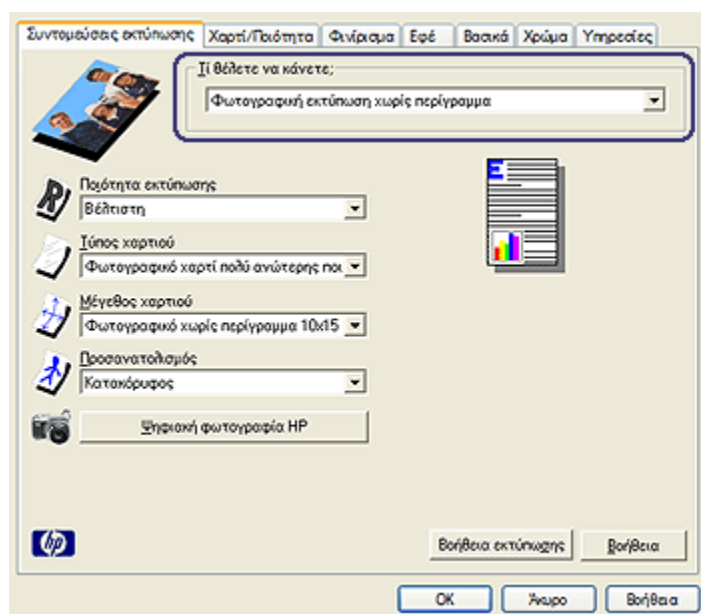 Συντομεύσεις εκτύπωσης Χαρτί/Ποιότητα Φινίρισμα Εφέ Βασικά Χρώμα Υπηρεσίες
Τί θέλετε να κάνετε;
Φωτογραφική εκτύπωση χωρίς περίγραμμα
Ποιότητα εκτύπωσης
Βέλτιστη
Τύπος χαρτιού
Φωτογραφικό χαρτί πολύ ανώτερης ποι
Μέγεθος χαρτιού
Φωτογραφικό χωρίς περίγραμμα 10x15
Προσανατολισμός
Κατακόρυφος
Ψηφιακή φωτογραφία HP
hp
Βοήθεια εκτύπωσης Βοήθεια
OK Άκυρο Βοήθεια